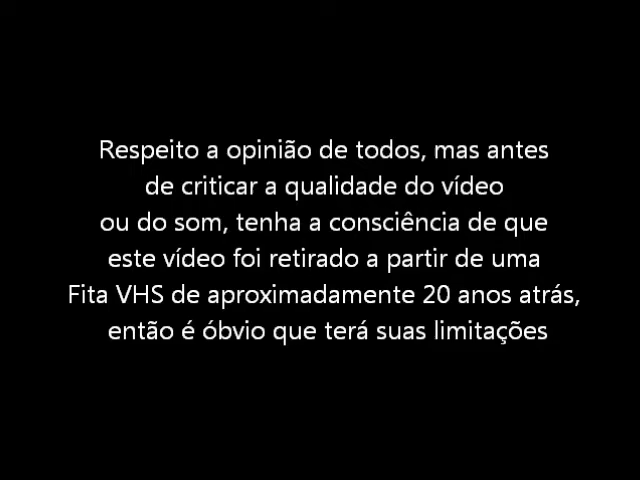 Respeito a opinião de todos, mas antes
de criticar a qualidade do vídeo
ou do som, tenha a consciência de que
este vídeo foi retirado a partir de uma
Fita VHS de aproximadamente 20 anos atrás,
então é óbvio que terá suas limitações